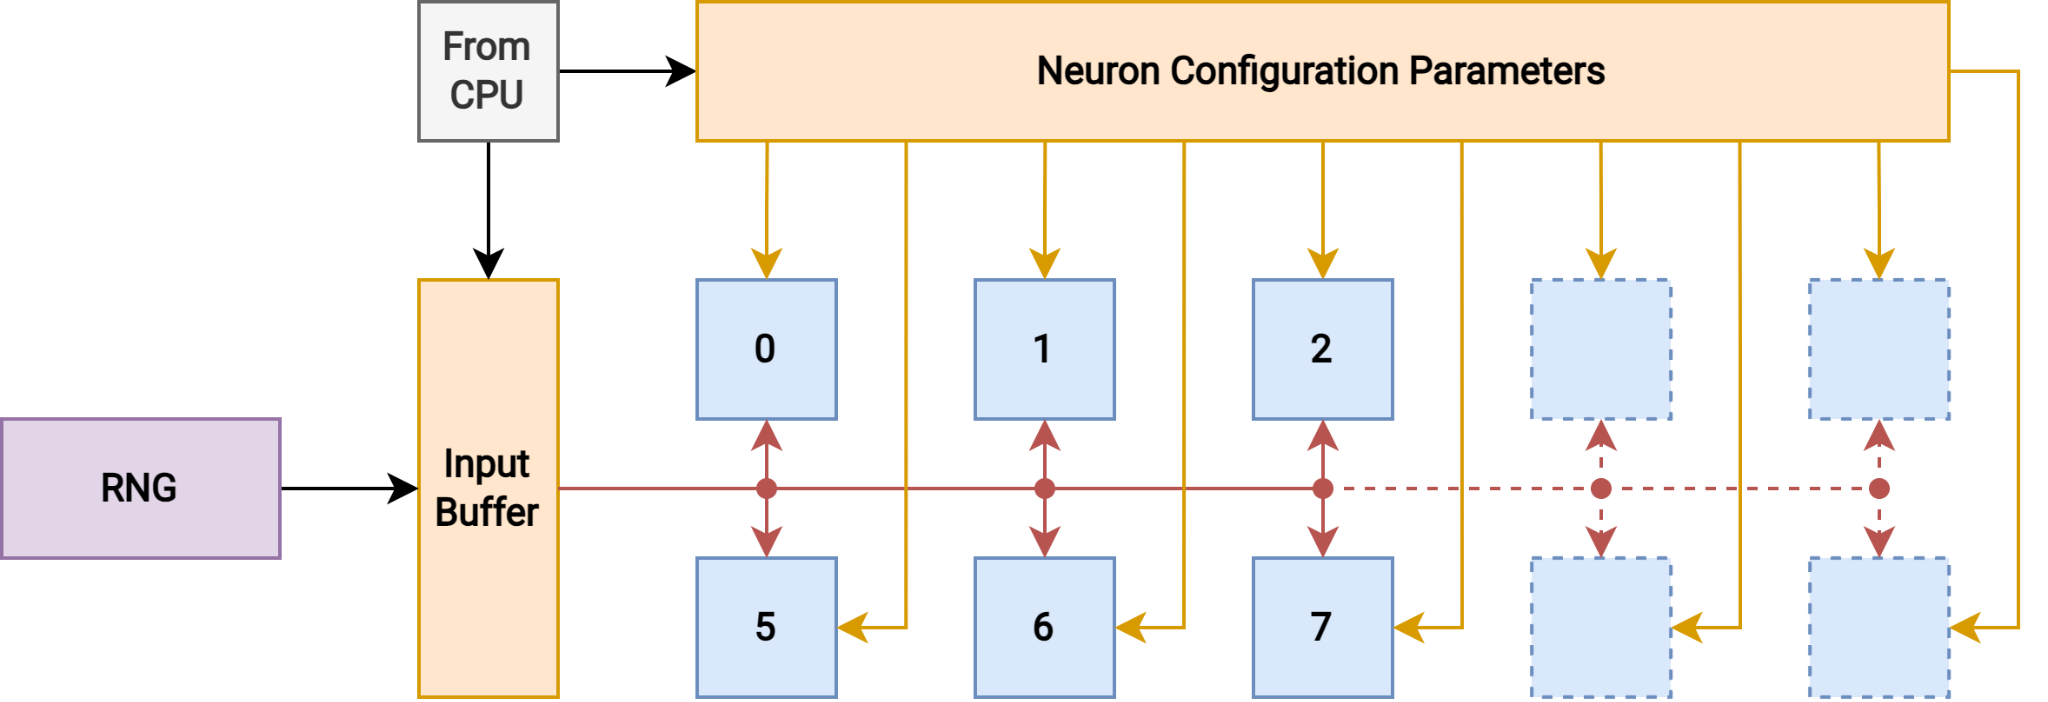 From
CPU
Neuron Configuration Parameters
0
1
2
RNG
Input
Buffer
5
6
7